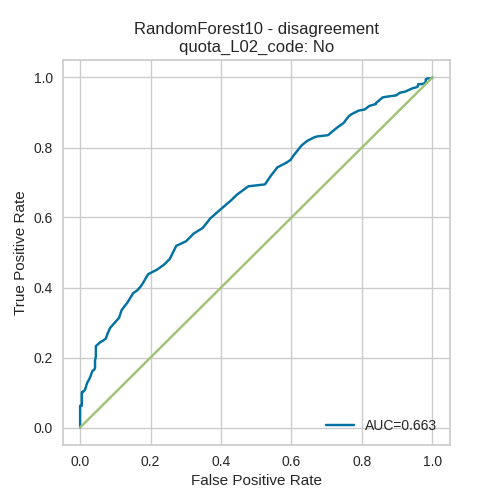 RandomForest10 - disagreement
quota_L02_code: No
1.0
0.8
0.6
0.4
0.2
0.0
True Positive Rate
AUC=0.663
0.0 0.2 0.4 0.6 0.8 1.0
False Positive Rate